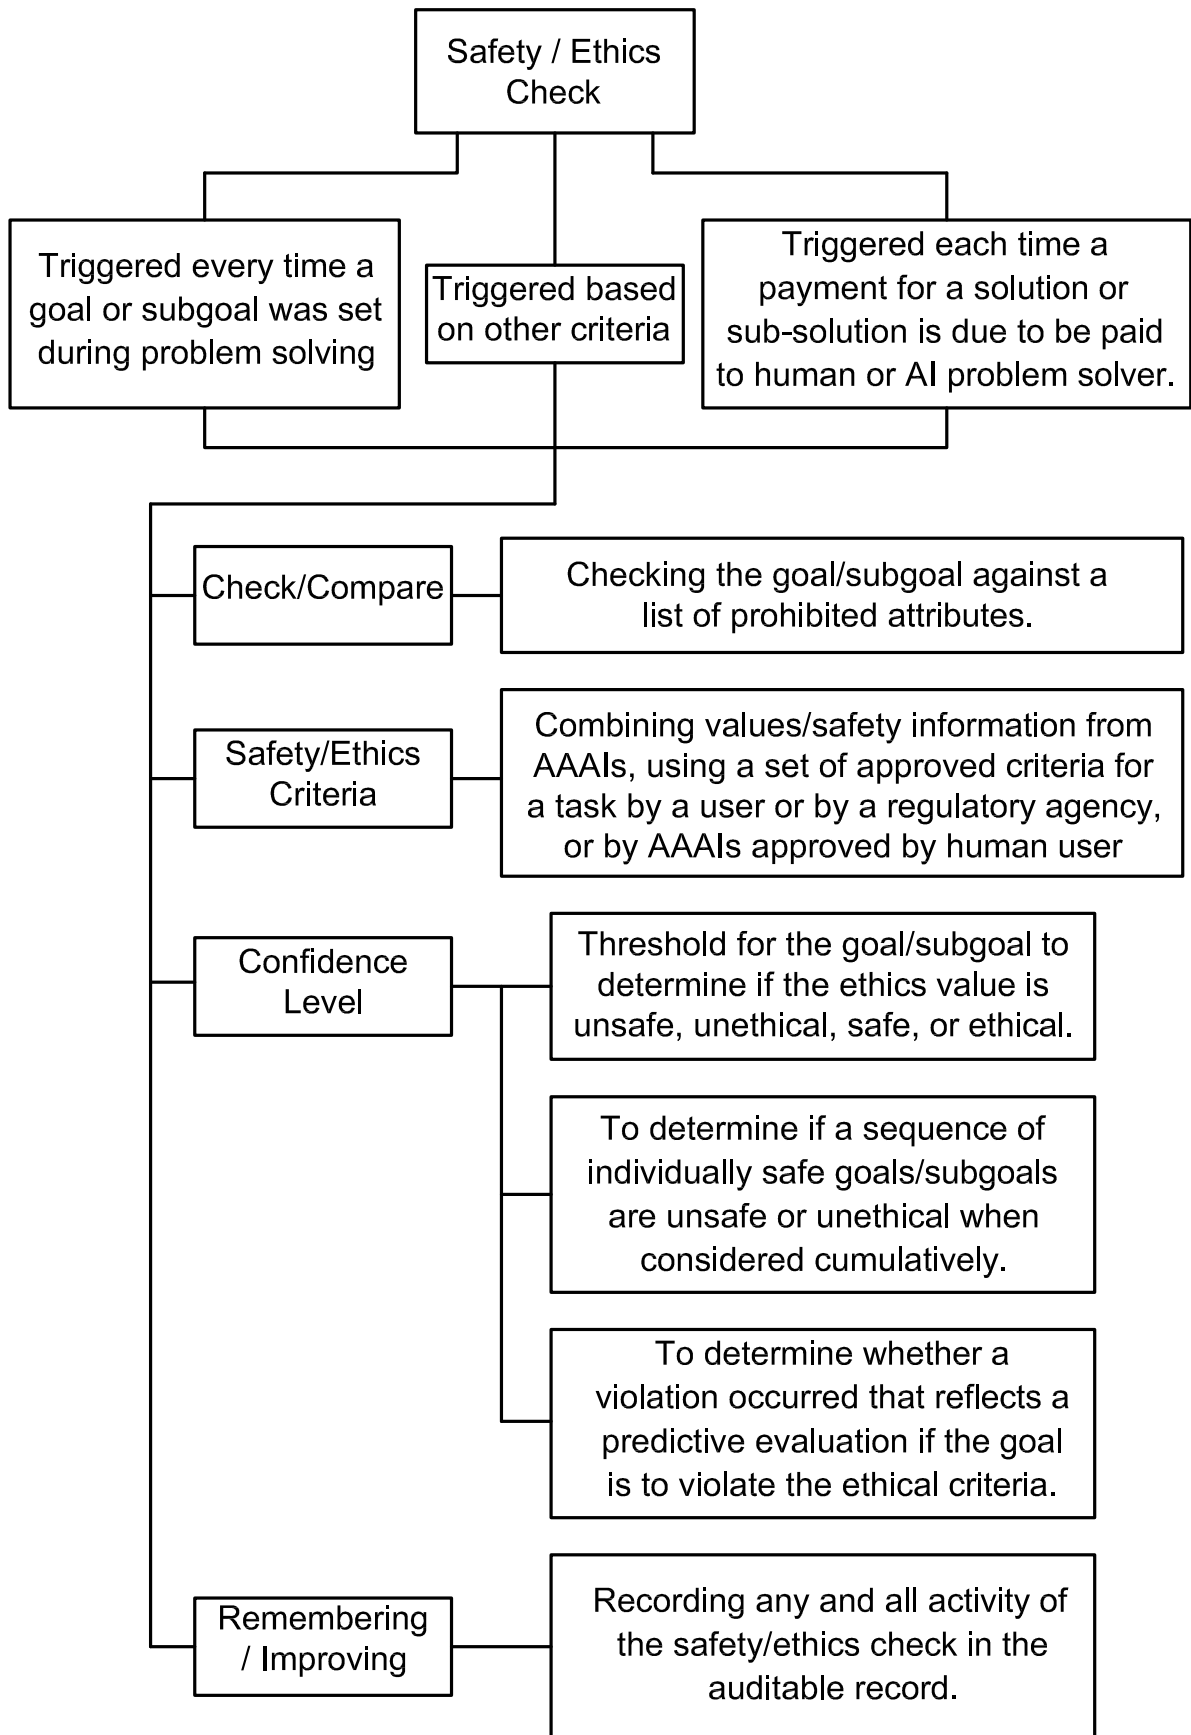 Safety / Ethics
Check
Triggered every time a
goal or subgoal was set
during problem solving
Triggered based
on other criteria
Triggered each time a
payment for a solution or
sub-solution is due to be paid
to human or AI problem solver.
Check/Compare
Checking the goal/subgoal against a
list of prohibited attributes.
Safety/Ethics
Criteria
Combining values/safety information from
AAAIs, using a set of approved criteria for
a task by a user or by a regulatory agency,
or by AAAIs approved by human user
Confidence
Level
Threshold for the goal/subgoal to
determine if the ethics value is
unsafe, unethical, safe, or ethical.
To determine if a sequence of
individually safe goals/subgoals
are unsafe or unethical when
considered cumulatively.
To determine whether a
violation occurred that reflects a
predictive evaluation if the goal
is to violate the ethical criteria.
Remembering
/ Improving
Recording any and all activity of
the safety/ethics check in the
auditable record.